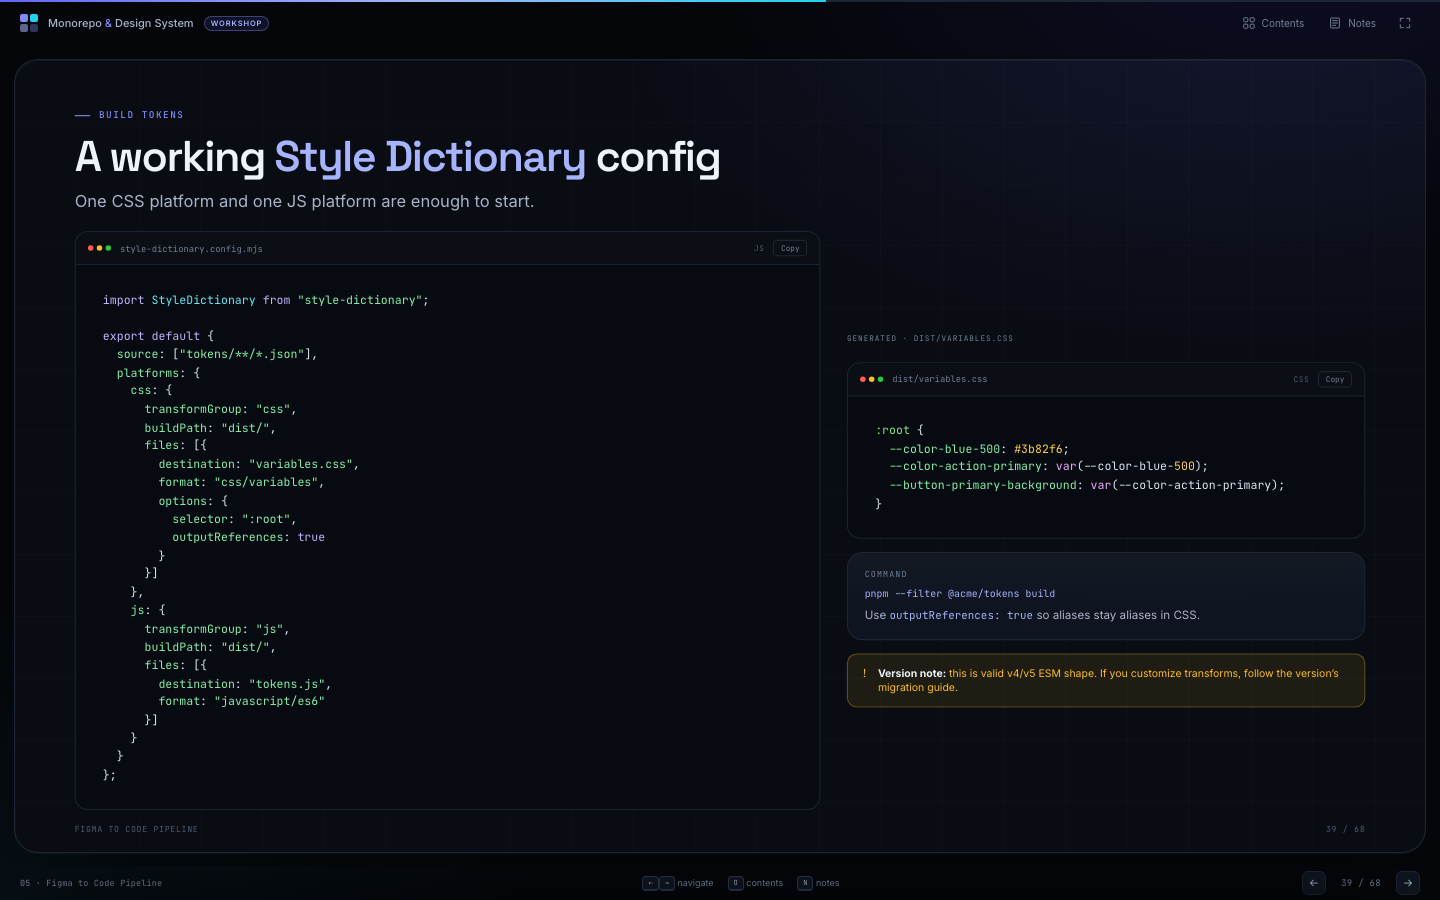 Monorepo & Design System WORKSHOP
Contents Notes
BUILD TOKENS
A working Style Dictionary config
One CSS platform and one JS platform are enough to start.
style-dictionary.config.mjs JS Copy
import StyleDictionary from "style-dictionary";
export default {
  source: ["tokens/**/*.json"],
  platforms: {
    css: {
      transformGroup: "css",
      buildPath: "dist/",
      files: [{
        destination: "variables.css",
        format: "css/variables",
        options: {
          selector: ":root",
          outputReferences: true
        }
      }]
    },
    js: {
      transformGroup: "js",
      buildPath: "dist/",
      files: [{
        destination: "tokens.js",
        format: "javascript/es6"
      }]
    }
  }
};
GENERATED · DIST/VARIABLES.CSS
dist/variables.css CSS Copy
:root {
  --color-blue-500: #3b82f6;
  --color-action-primary: var(--color-blue-500);
  --button-primary-background: var(--color-action-primary);
}
COMMAND
pnpm --filter @acme/tokens build
Use outputReferences: true so aliases stay aliases in CSS.
! Version note: this is valid v4/v5 ESM shape. If you customize transforms, follow the version's
migration guide.
FIGMA TO CODE PIPELINE 39 / 68
05 · Figma to Code Pipeline ← → navigate O contents N notes ← 39 / 68 →